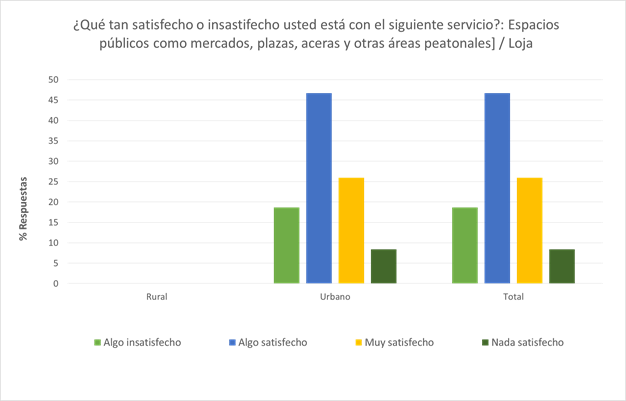 ¿Qué tan satisfecho o insastifecho usted está con el siguiente servicio?: Espacios
públicos como mercados, plazas, aceras y otras áreas peatonales] / Loja
% Respuestas
50
45
40
35
30
25
20
15
10
5
0
Rural Urbano Total
Algo insatisfecho Algo satisfecho Muy satisfecho Nada satisfecho